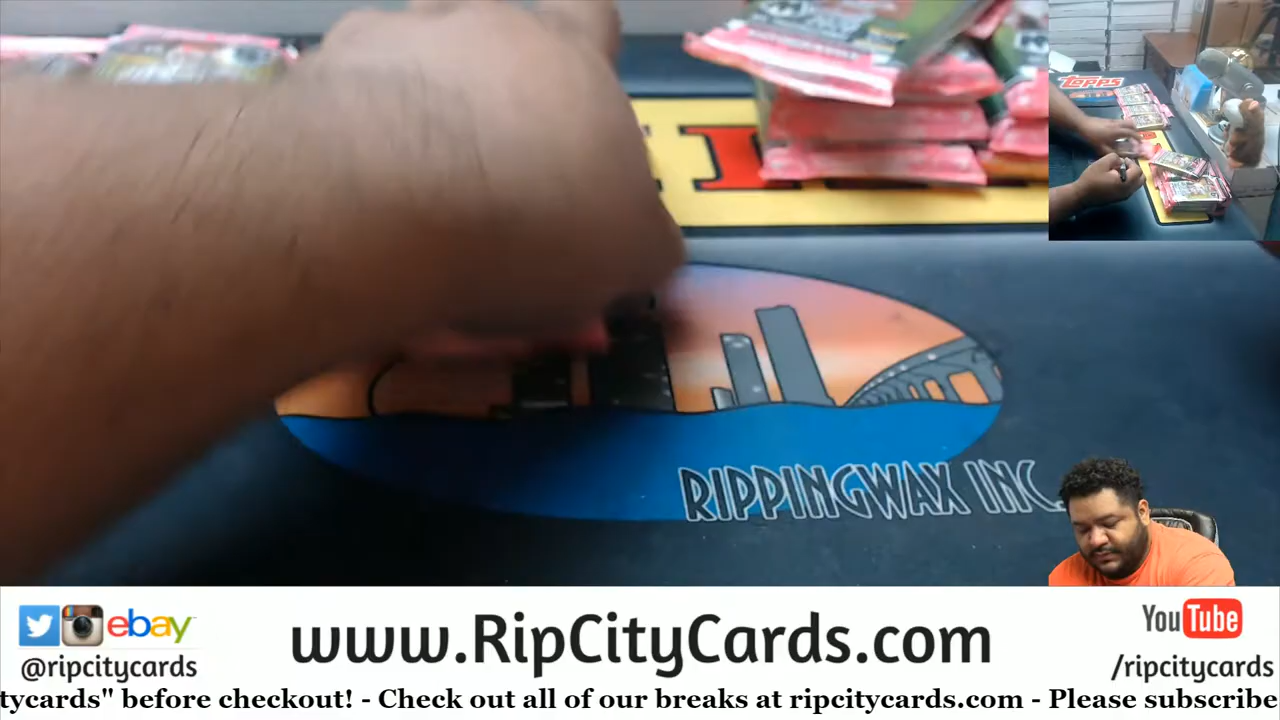 TOPPS
RIPPINGWAX INC.
ebay
@ripcitycards
www.RipCityCards.com
YouTube
/ripcitycards
tycards" before checkout! - Check out all of our breaks at ripcitycards.com - Please subscribe